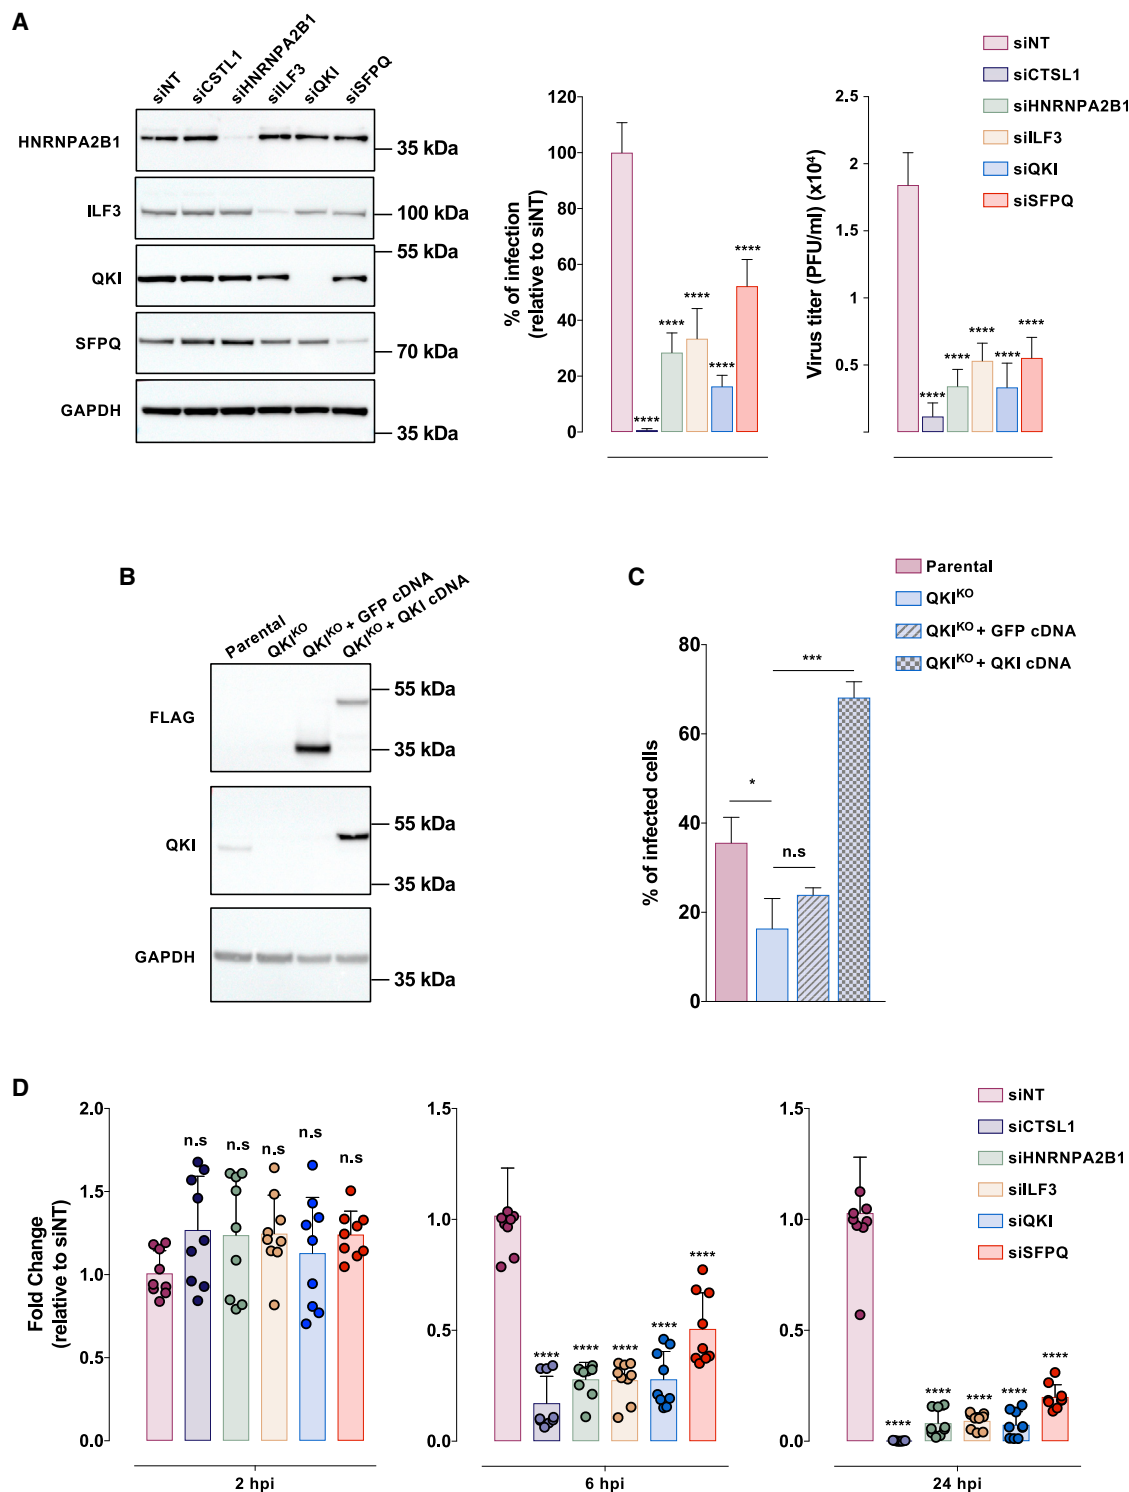 A
siNT
siCSTL1
siHNRNPA2B1
siILF3
siQKI
siSFPQ
HNRNPA2B1
35 kDa
ILF3
100 kDa
55 kDa
QKI
SFPQ
70 kDa
GAPDH
35 kDa
% of infection
(relative to siNT)
120
100
80
60
40
20
0
****
****
****
****
****
Virus titer (PFU/ml) (x10⁴)
2.5
2
1.5
1
0.5
****
****
****
****
****
siNT
siCTSL1
siHNRNPA2B1
siILF3
siQKI
siSFPQ
B
Parental
QKI^KO
QKI^KO + GFP cDNA
QKI^KO + QKI cDNA
FLAG
55 kDa
35 kDa
QKI
55 kDa
35 kDa
GAPDH
35 kDa
C
% of infected cells
80
60
40
20
0
*
n.s
***
Parental
QKI^KO
QKI^KO + GFP cDNA
QKI^KO + QKI cDNA
D
Fold Change
(relative to siNT)
2.0
1.5
1.0
0.5
0.0
n.s
n.s
n.s
n.s
n.s
2 hpi
1.5
1.0
0.5
0.0
****
****
****
****
****
6 hpi
1.5
1.0
0.5
0.0
****
****
****
****
****
24 hpi
siNT
siCTSL1
siHNRNPA2B1
siILF3
siQKI
siSFPQ